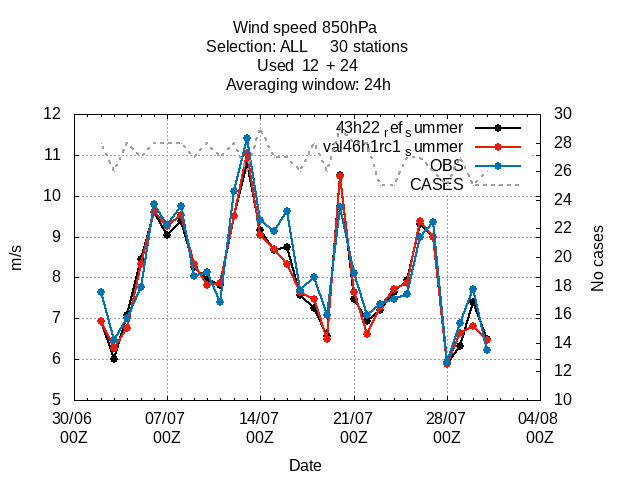 Wind speed 850hPa
Selection: ALL     30 stations
Used  12  + 24
Averaging window: 24h
43h22 ref summer
val46h1rc1 summer
OBS
CASES
12
11
10
9
8
7
6
5
30
28
26
24
22
20
18
16
14
12
10
m/s
No cases
30/06 07/07 14/07 21/07 28/07 04/08
00Z 00Z 00Z 00Z 00Z 00Z
Date